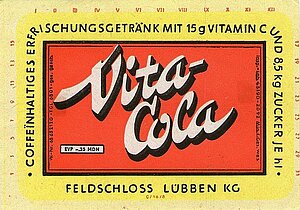 · COFFEINHALTIGES ERFRISCHUNGSGETRÄNK MIT 15g VITAMIN C UND 8,5 kg ZUCKER JE hl ·
Vita-
Cola
EVP -,35 MDN
FELDSCHLOSS LÜBBEN KG